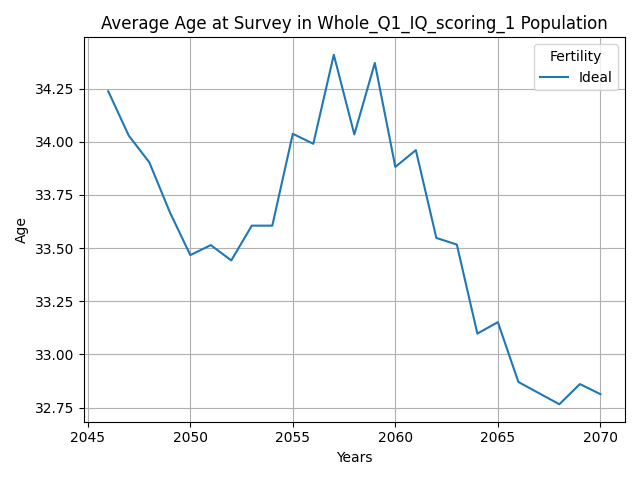 Average Age at Survey in Whole_Q1_IQ_scoring_1 Population
Fertility
Ideal
34.25
34.00
33.75
33.50
33.25
33.00
32.75
Age
2045
2050
2055
2060
2065
2070
Years